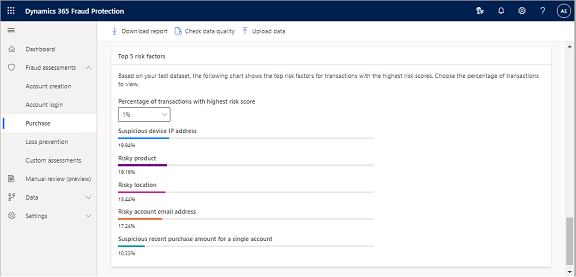 Dynamics 365 Fraud Protection
AE
Download report
Check data quality
Upload data
Dashboard
Fraud assessments
Account creation
Account login
Purchase
Loss prevention
Custom assessments
Manual review (preview)
Data
Settings
Top 5 risk factors
Based on your test dataset, the following chart shows the top risk factors for transactions with the highest risk scores. Choose the percentage of transactions
to view.
Percentage of transactions with highest risk score
1%
Suspicious device IP address
19.94%
Risky product
19.16%
Risky location
18.44%
Risky account email address
17.24%
Suspicious recent purchase amount for a single account
10.33%